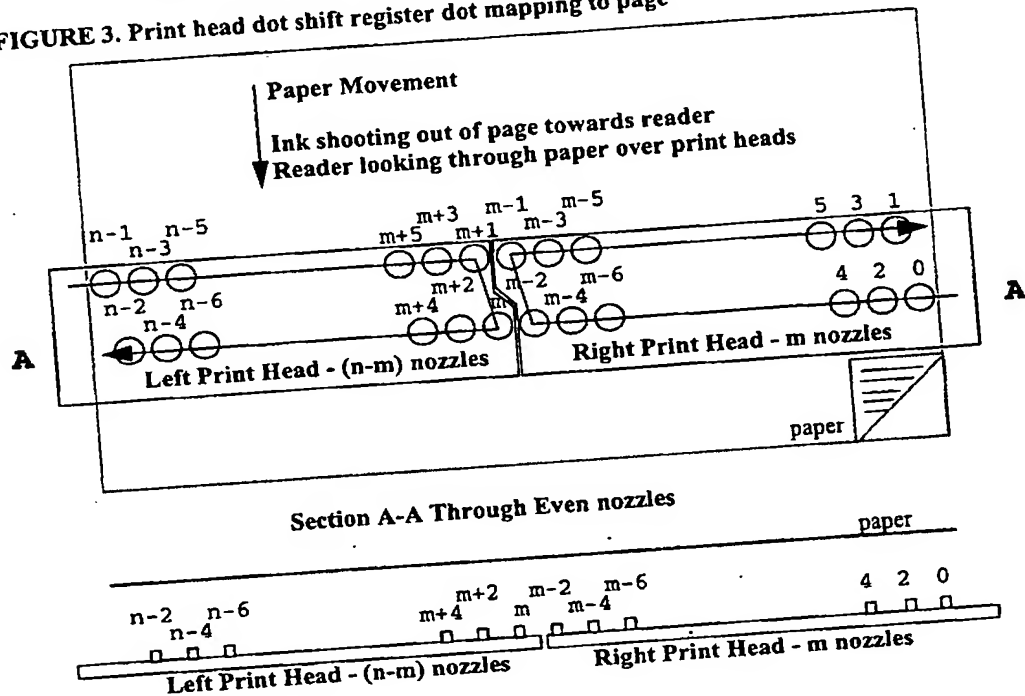 FIGURE 3. Print head dot shift register dot mapping to page
Paper Movement
Ink shooting out of page towards reader
Reader looking through paper over print heads
n-1 n-3 n-5 m+5 m+3 m+1 m-1 m-3 m-5 5 3 1
n-2 n-4 n-6 m+4 m+2 m m-2 m-4 m-6 4 2 0
A A
Left Print Head - (n-m) nozzles Right Print Head - m nozzles
paper
Section A-A Through Even nozzles
paper
n-2 n-4 n-6 m+4 m+2 m m-2 m-4 m-6 4 2 0
Left Print Head - (n-m) nozzles Right Print Head - m nozzles